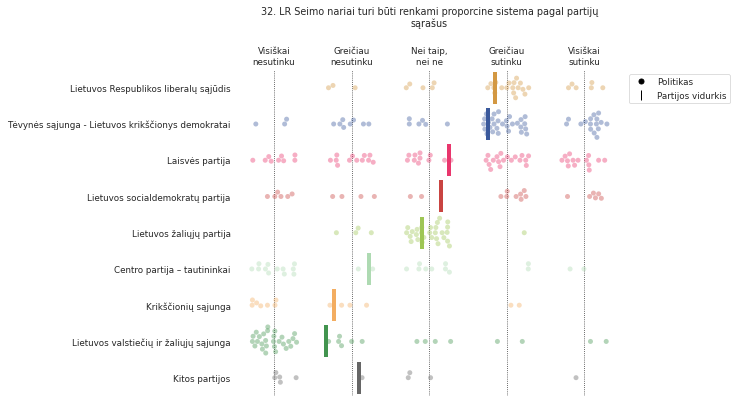 32. LR Seimo nariai turi būti renkami proporcine sistema pagal partijų
sąrašus
Visiškai
nesutinku
Greičiau
nesutinku
Nei taip,
nei ne
Greičiau
sutinku
Visiškai
sutinku
Politikas
Partijos vidurkis
Lietuvos Respublikos liberalų sąjūdis
Tėvynės sąjunga - Lietuvos krikščionys demokratai
Laisvės partija
Lietuvos socialdemokratų partija
Lietuvos žaliųjų partija
Centro partija – tautininkai
Krikščionių sąjunga
Lietuvos valstiečių ir žaliųjų sąjunga
Kitos partijos